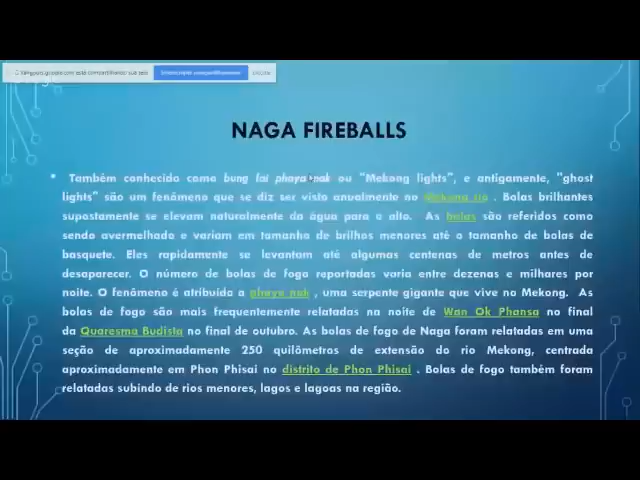 NAGA FIREBALLS
• Também conhecido como bung fai phaya nak ou "Mekong lights", e antigamente, "ghost
lights" são um fenômeno que se diz ser visto anualmente no Mekong rio . Bolas brilhantes
supostamente se elevam naturalmente da água para o alto. As bolas são referidos como
sendo avermelhado e variam em tamanho de brilhos menores até o tamanho de bolas de
basquete. Eles rapidamente se levantam até algumas centenas de metros antes de
desaparecer. O número de bolas de fogo reportadas varia entre dezenas e milhares por
noite. O fenômeno é atribuído a phaya nak , uma serpente gigante que vive no Mekong. As
bolas de fogo são mais frequentemente relatadas na noite de Wan Ok Phansa no final
da Quaresma Budista no final de outubro. As bolas de fogo de Naga foram relatadas em uma
seção de aproximadamente 250 quilômetros de extensão do rio Mekong, centrada
aproximadamente em Phon Phisai no distrito de Phon Phisai . Bolas de fogo também foram
relatadas subindo de rios menores, lagos e lagoas na região.